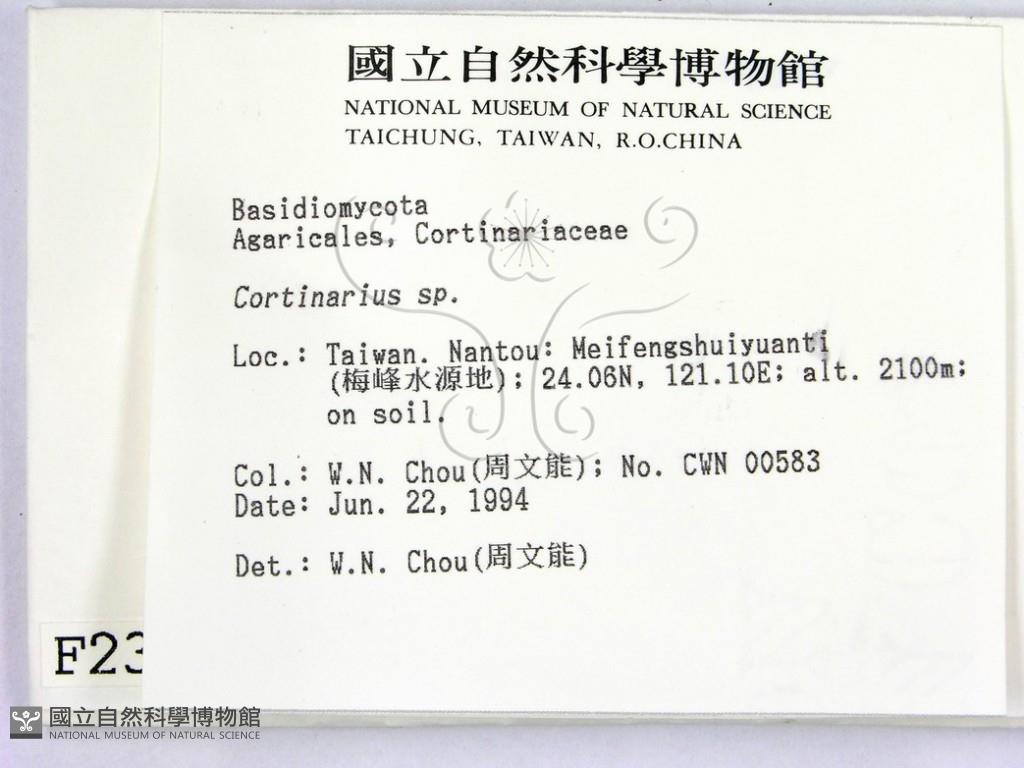 國立自然科學博物館
NATIONAL MUSEUM OF NATURAL SCIENCE
TAICHUNG, TAIWAN, R.O.CHINA
Basidiomycota
Agaricales, Cortinariaceae
Cortinarius sp.
Loc.: Taiwan. Nantou: Meifengshuiyuanti
(梅峰水源地); 24.06N, 121.10E; alt. 2100m;
on soil.
Col.: W.N. Chou(周文能); No. CWN 00583
Date: Jun. 22, 1994
Det.: W.N. Chou(周文能)
F23
國立自然科學博物館
NATIONAL MUSEUM OF NATURAL SCIENCE